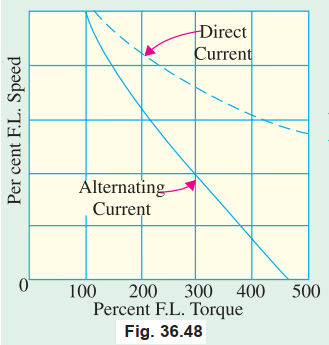 Direct
Current
Per cent F.L. Speed
Alternating
Current
0 100 200 300 400 500
Percent F.L. Torque
Fig. 36.48